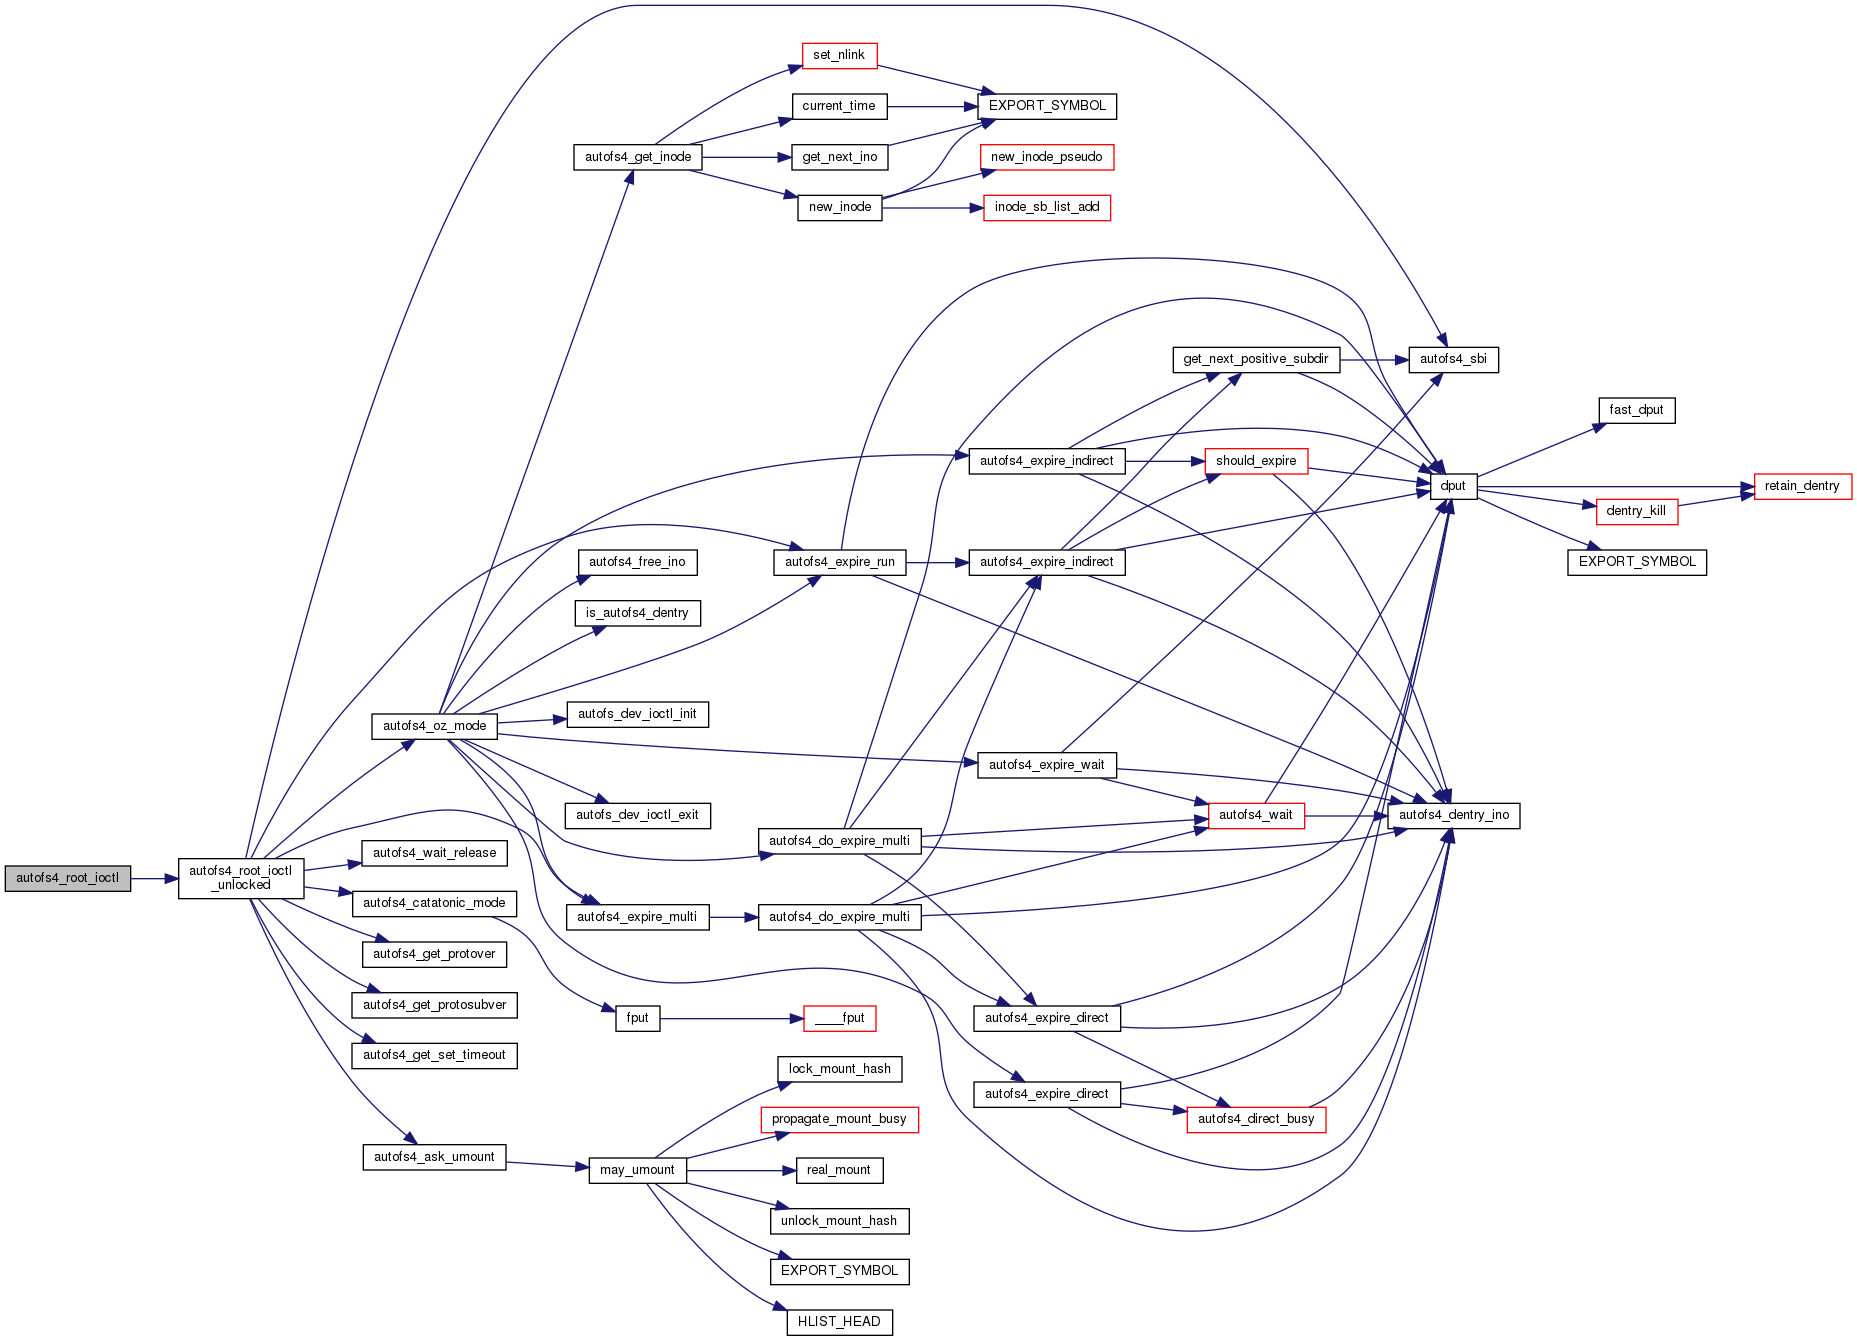 set_nlink
current_time
EXPORT_SYMBOL
autofs4_get_inode
get_next_ino
new_inode_pseudo
new_inode
inode_sb_list_add
get_next_positive_subdir
autofs4_sbi
fast_dput
autofs4_expire_indirect
should_expire
dput
retain_dentry
dentry_kill
autofs4_free_ino
autofs4_expire_run
autofs4_expire_indirect
EXPORT_SYMBOL
is_autofs4_dentry
autofs4_oz_mode
autofs_dev_ioctl_init
autofs4_expire_wait
autofs_dev_ioctl_exit
autofs4_wait
autofs4_dentry_ino
autofs4_do_expire_multi
autofs4_wait_release
autofs4_root_ioctl
autofs4_root_ioctl
_unlocked
autofs4_catatonic_mode
autofs4_expire_multi
autofs4_do_expire_multi
autofs4_get_protover
autofs4_get_protosubver
fput
____fput
autofs4_expire_direct
autofs4_get_set_timeout
lock_mount_hash
autofs4_expire_direct
propagate_mount_busy
autofs4_direct_busy
autofs4_ask_umount
may_umount
real_mount
unlock_mount_hash
EXPORT_SYMBOL
HLIST_HEAD